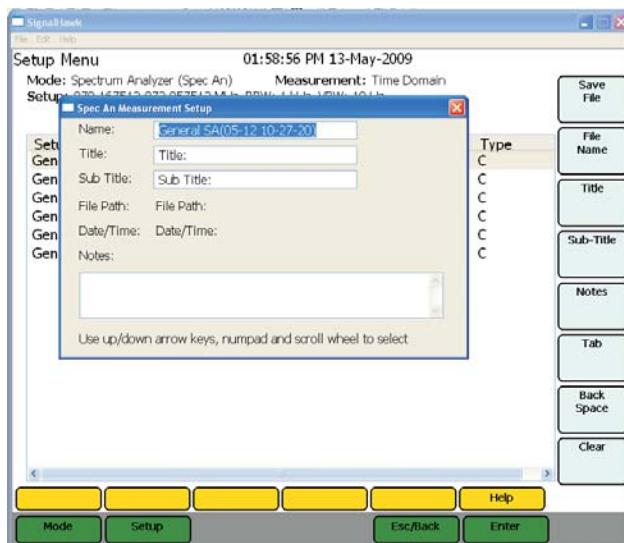 SignalHawk
File Edit Help
Setup Menu 01:58:56 PM 13-May-2009
Mode: Spectrum Analyzer (Spec An) Measurement: Time Domain
Setup:
Spec An Measurement Setup
Name: General SA(05-12 10-27-20)
Title: Title:
Sub Title: Sub Title:
File Path: File Path:
Date/Time: Date/Time:
Notes:
Use up/down arrow keys, numpad and scroll wheel to select
Setu Type
Gen C
Gen C
Gen C
Gen C
Gen C
Gen C
Save File
File Name
Title
Sub-Title
Notes
Tab
Back Space
Clear
Help
Mode Setup Esc/Back Enter